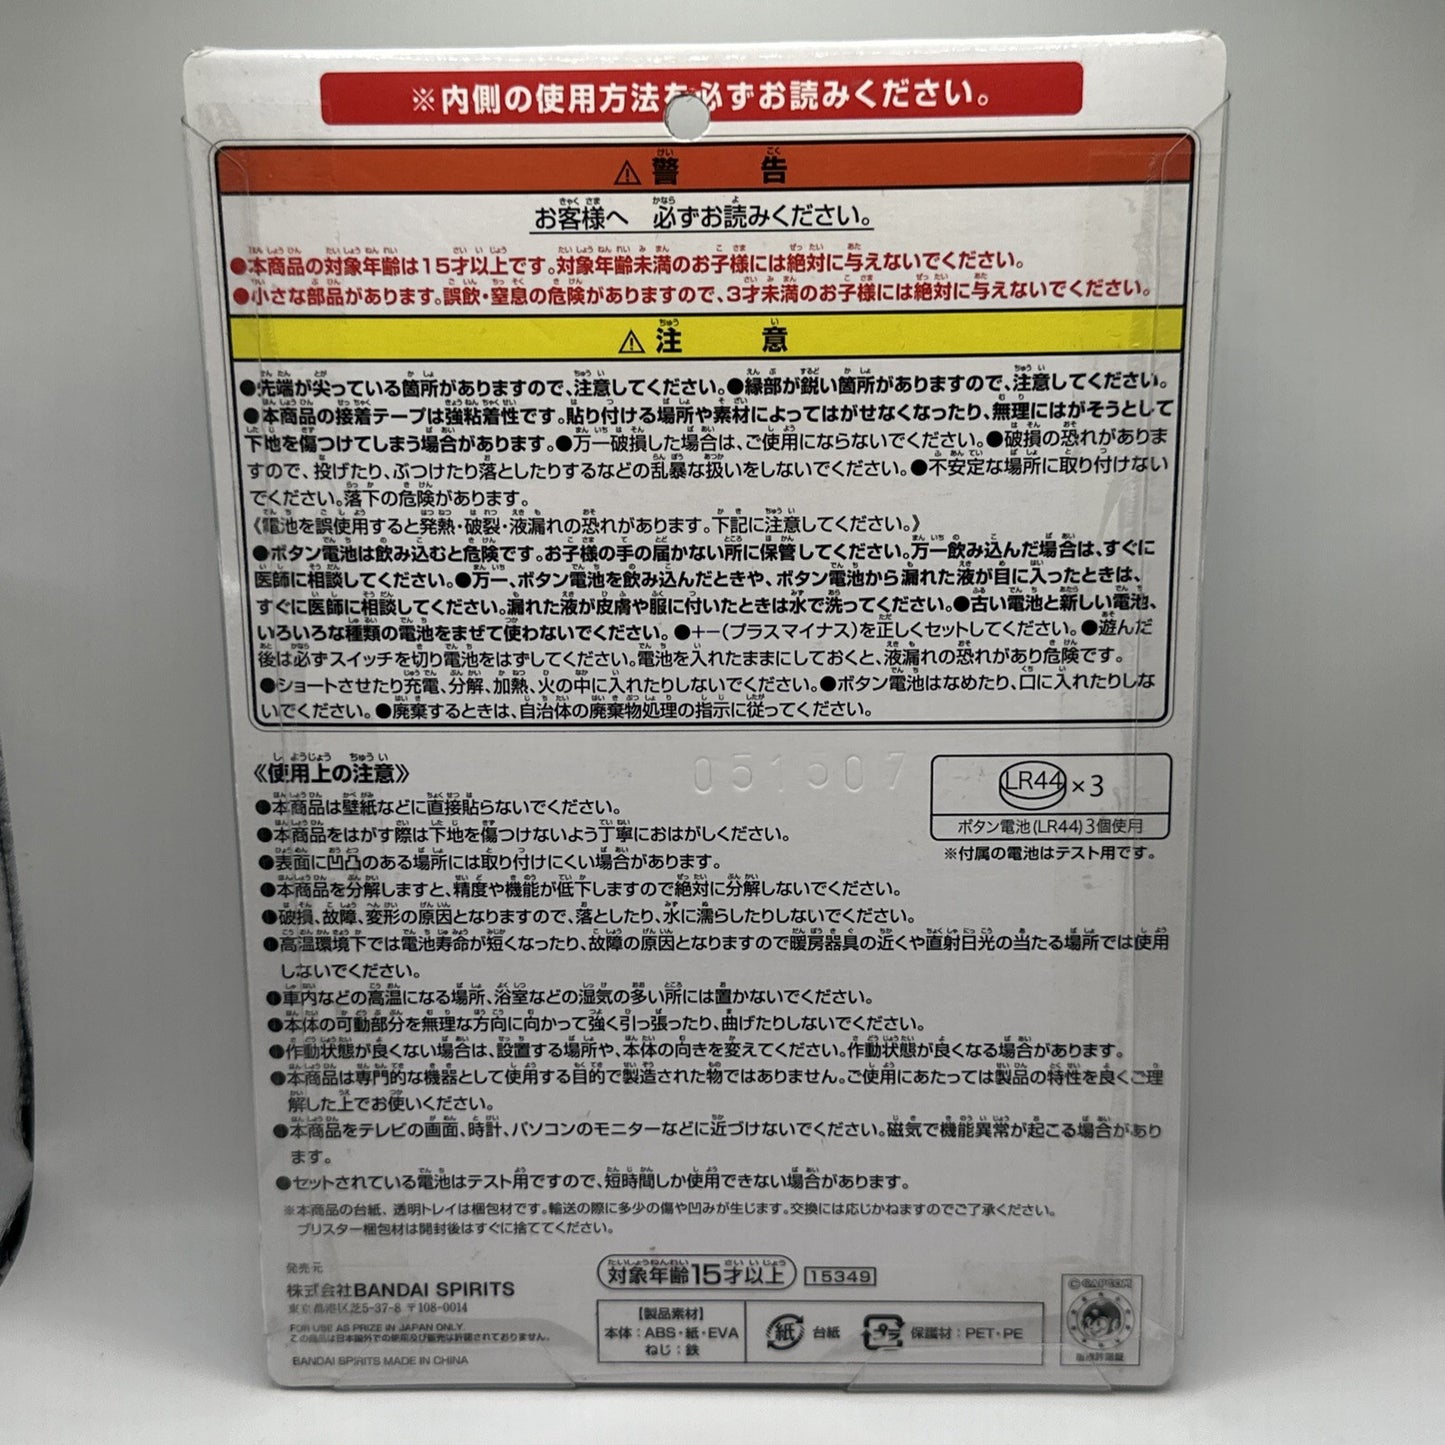 ※内側の使用方法を必ずお読みください。
⚠警告
お客様へ 必ずお読みください。
●本商品の対象年齢は15才以上です。対象年齢未満のお子様には絶対に与えないでください。
●小さな部品があります。誤飲・窒息の危険がありますので、3才未満のお子様には絶対に与えないでください。
⚠注意
●先端が尖っている箇所がありますので、注意してください。●縁部が鋭い箇所がありますので、注意してください。
●本商品の接着テープは強粘着性です。貼り付ける場所や素材によってはがせなくなったり、無理にはがそうとして
下地を傷つけてしまう場合があります。●万一破損した場合は、ご使用にならないでください。●破損の恐れがありま
すので、投げたり、ぶつけたり落としたりするなどの乱暴な扱いをしないでください。●不安定な場所に取り付けない
でください。落下の危険があります。
《電池を誤使用すると発熱・破裂・液漏れの恐れがあります。下記に注意してください。》
●ボタン電池は飲み込むと危険です。お子様の手の届かない所に保管してください。万一飲み込んだ場合は、すぐに
医師に相談してください。●万一、ボタン電池を飲み込んだときや、ボタン電池から漏れた液が目に入ったときは、
すぐに医師に相談してください。漏れた液が皮膚や服に付いたときは水で洗ってください。●古い電池と新しい電池、
いろいろな種類の電池をまぜて使わないでください。●+−(プラスマイナス)を正しくセットしてください。●遊んだ
後は必ずスイッチを切り電池をはずしてください。電池を入れたままにしておくと、液漏れの恐れがあり危険です。
●ショートさせたり充電、分解、加熱、火の中に入れたりしないでください。●ボタン電池はなめたり、口に入れたりしな
いでください。●廃棄するときは、自治体の廃棄物処理の指示に従ってください。
《使用上の注意》
051507
LR44×3
ボタン電池(LR44)3個使用
※付属の電池はテスト用です。
●本商品は壁紙などに直接貼らないでください。
●本商品をはがす際は下地を傷つけないよう丁寧におはがしください。
●表面に凹凸のある場所には取り付けにくい場合があります。
●本商品を分解しますと、精度や機能が低下しますので絶対に分解しないでください。
●破損、故障、変形の原因となりますので、落としたり、水に濡らしたりしないでください。
●高温環境下では電池寿命が短くなったり、故障の原因となりますので暖房器具の近くや直射日光の当たる場所では使用
しないでください。
●車内などの高温になる場所、浴室などの湿気の多い所には置かないでください。
●本体の可動部分を無理な方向に向かって強く引っ張ったり、曲げたりしないでください。
●作動状態が良くない場合は、設置する場所や、本体の向きを変えてください。作動状態が良くなる場合があります。
●本商品は専門的な機器として使用する目的で製造された物ではありません。ご使用にあたっては製品の特性を良くご理
解した上でお使いください。
●本商品をテレビの画面、時計、パソコンのモニターなどに近づけないでください。磁気で機能異常が起こる場合があり
ます。
●セットされている電池はテスト用ですので、短時間しか使用できない場合があります。
※本商品の台紙、透明トレイは梱包材です。輸送の際に多少の傷や凹みが生じます。交換には応じかねますのでご了承ください。
ブリスター梱包材は開封後はすぐに捨ててください。
発売元
株式会社BANDAI SPIRITS
東京都港区芝5-37-8 〒108-0014
FOR USE AS PRIZE IN JAPAN ONLY.
この商品は日本国外での使用及び販売は許諾されておりません。
BANDAI SPIRITS MADE IN CHINA
対象年齢15才以上
15349
【製品素材】
本体：ABS・紙・EVA
ねじ：鉄
紙 台紙
プラ 保護材：PET・PE
©CAPCOM